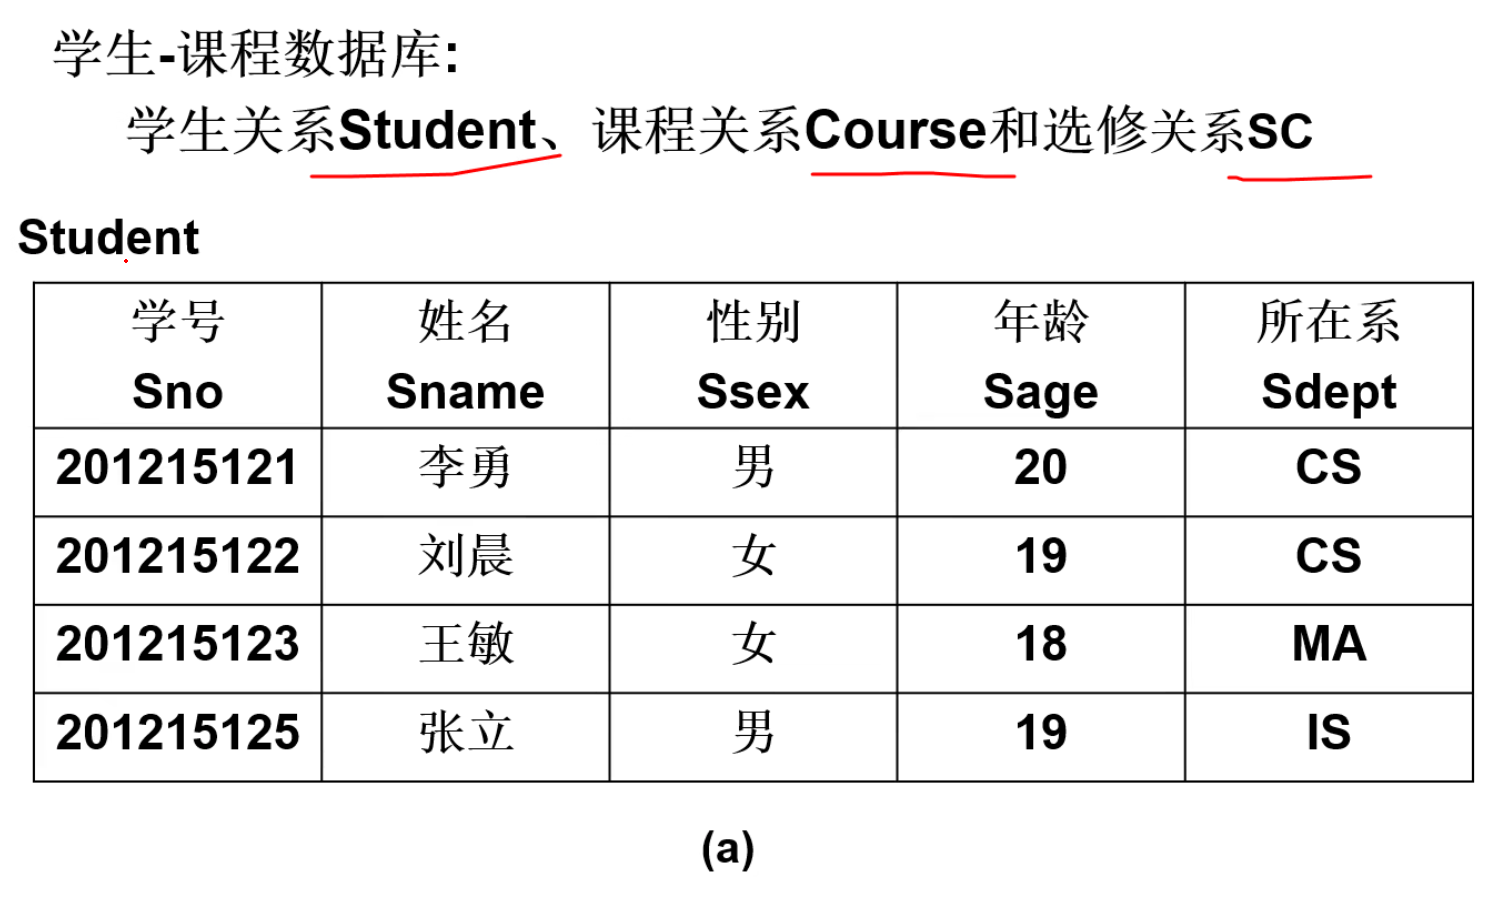 学生-课程数据库:
学生关系Student、课程关系Course和选修关系SC
Student
学号 姓名 性别 年龄 所在系
Sno Sname Ssex Sage Sdept
201215121 李勇 男 20 CS
201215122 刘晨 女 19 CS
201215123 王敏 女 18 MA
201215125 张立 男 19 IS
(a)